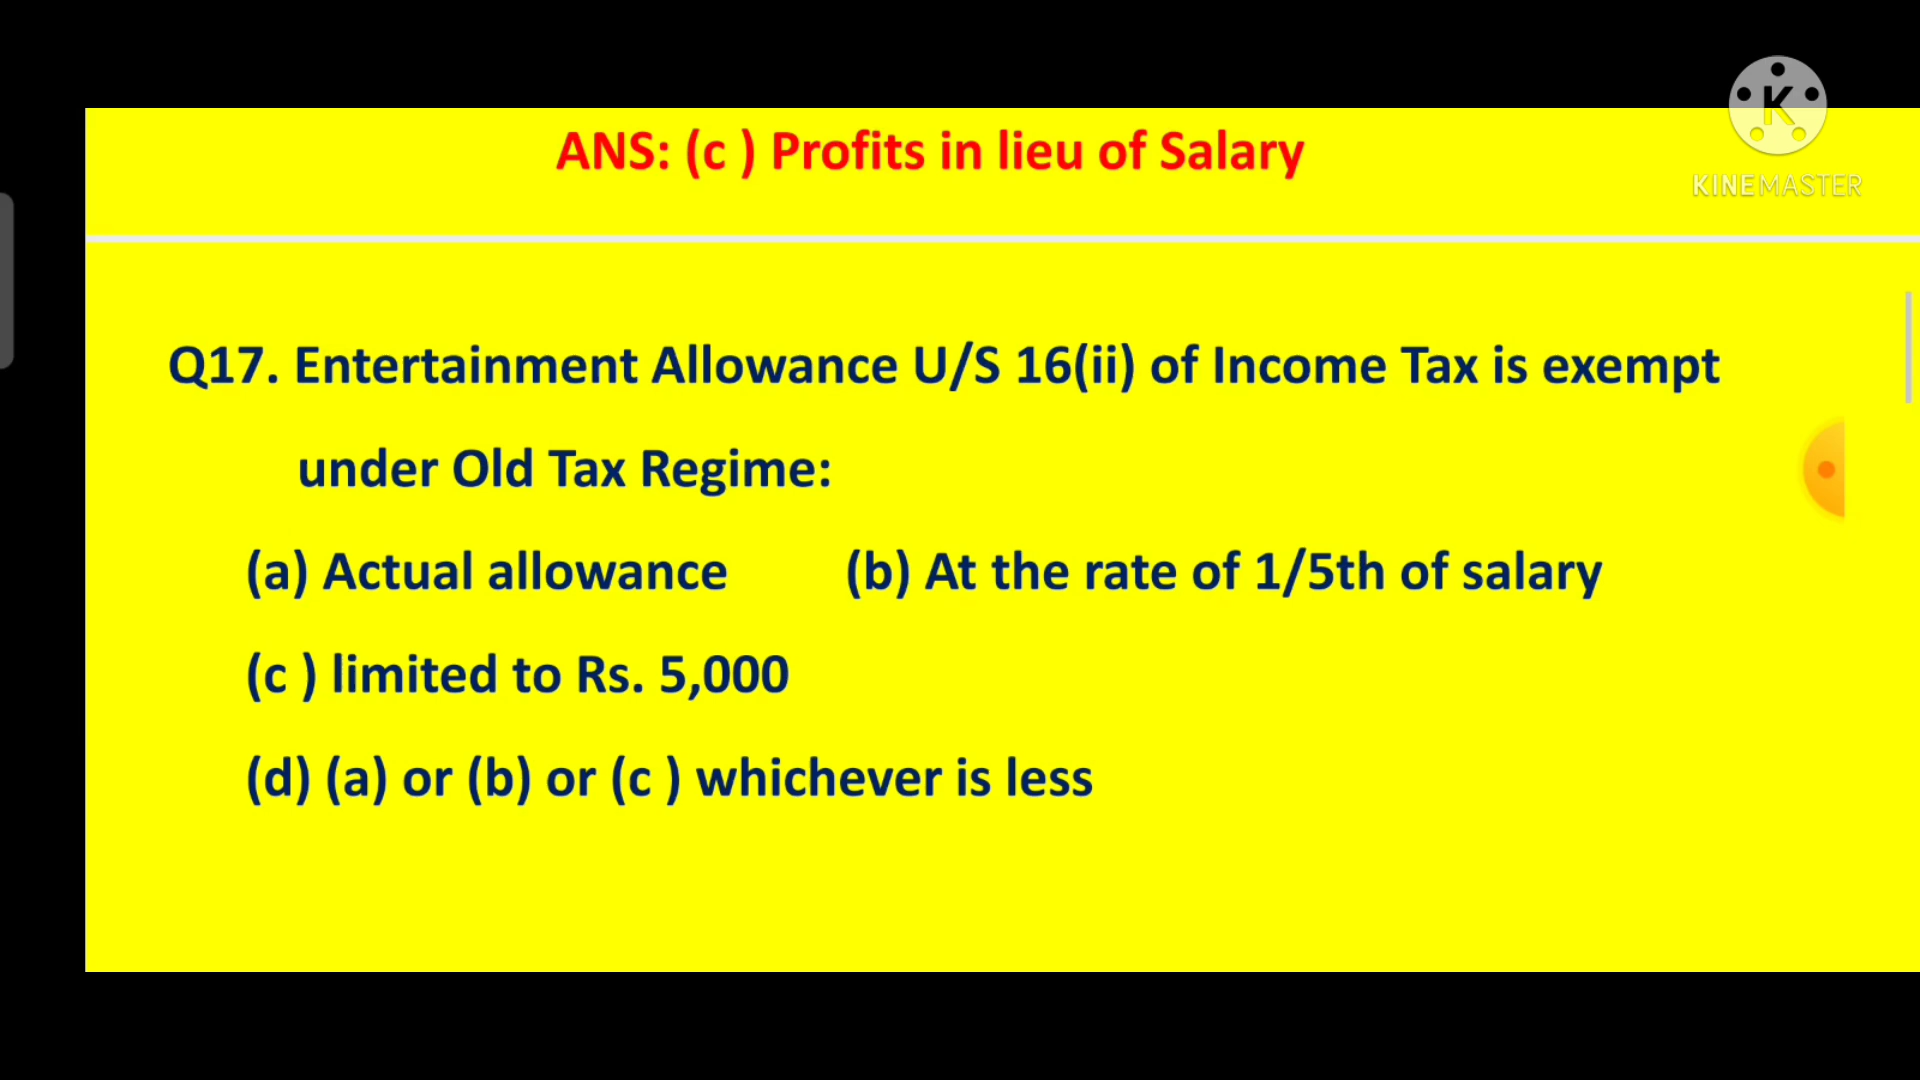 ANS: (c ) Profits in lieu of Salary
K
KINEMASTER
Q17. Entertainment Allowance U/S 16(ii) of Income Tax is exempt
under Old Tax Regime:
(a) Actual allowance (b) At the rate of 1/5th of salary
(c ) limited to Rs. 5,000
(d) (a) or (b) or (c ) whichever is less